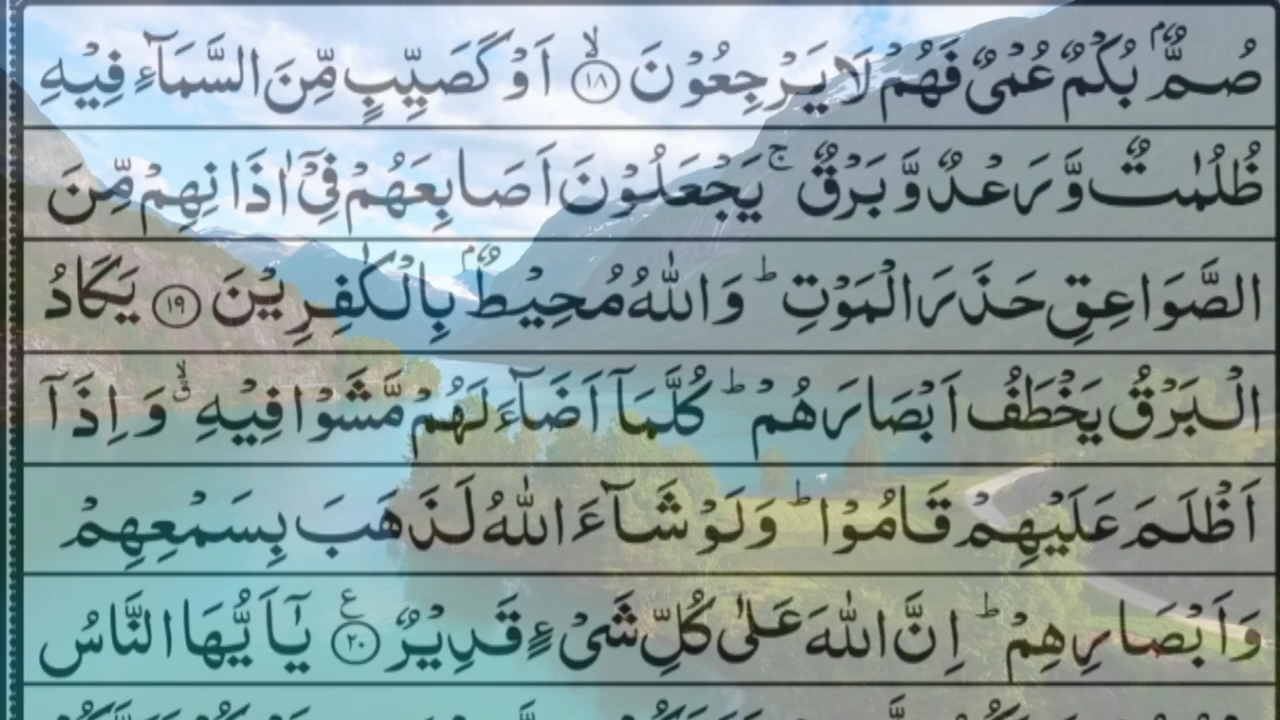 صُمٌّۢ بُكْمٌ عُمْیٌ فَهُمْ لَا یَرْجِعُوْنَ ۙ۝۱۸ اَوْ كَصَیِّبٍ مِّنَ السَّمَآءِ فِیْهِ
ظُلُمٰتٌ وَّ رَعْدٌ وَّ بَرْقٌ ۚ یَجْعَلُوْنَ اَصَابِعَهُمْ فِیْۤ اٰذَانِهِمْ مِّنَ
الصَّوَاعِقِ حَذَرَ الْمَوْتِ ؕ وَ اللّٰهُ مُحِیْطٌۢ بِالْكٰفِرِیْنَ ۝۱۹ یَكَادُ
الْبَرْقُ یَخْطَفُ اَبْصَارَهُمْ ؕ كُلَّمَاۤ اَضَآءَ لَهُمْ مَّشَوْا فِیْهِ ۗۙ وَ اِذَاۤ
اَظْلَمَ عَلَیْهِمْ قَامُوْا ؕ وَ لَوْ شَآءَ اللّٰهُ لَذَهَبَ بِسَمْعِهِمْ
وَ اَبْصَارِهِمْ ؕ اِنَّ اللّٰهَ عَلٰی كُلِّ شَیْءٍ قَدِیْرٌ ۝۲۰ ع یٰۤاَیُّهَا النَّاسُ